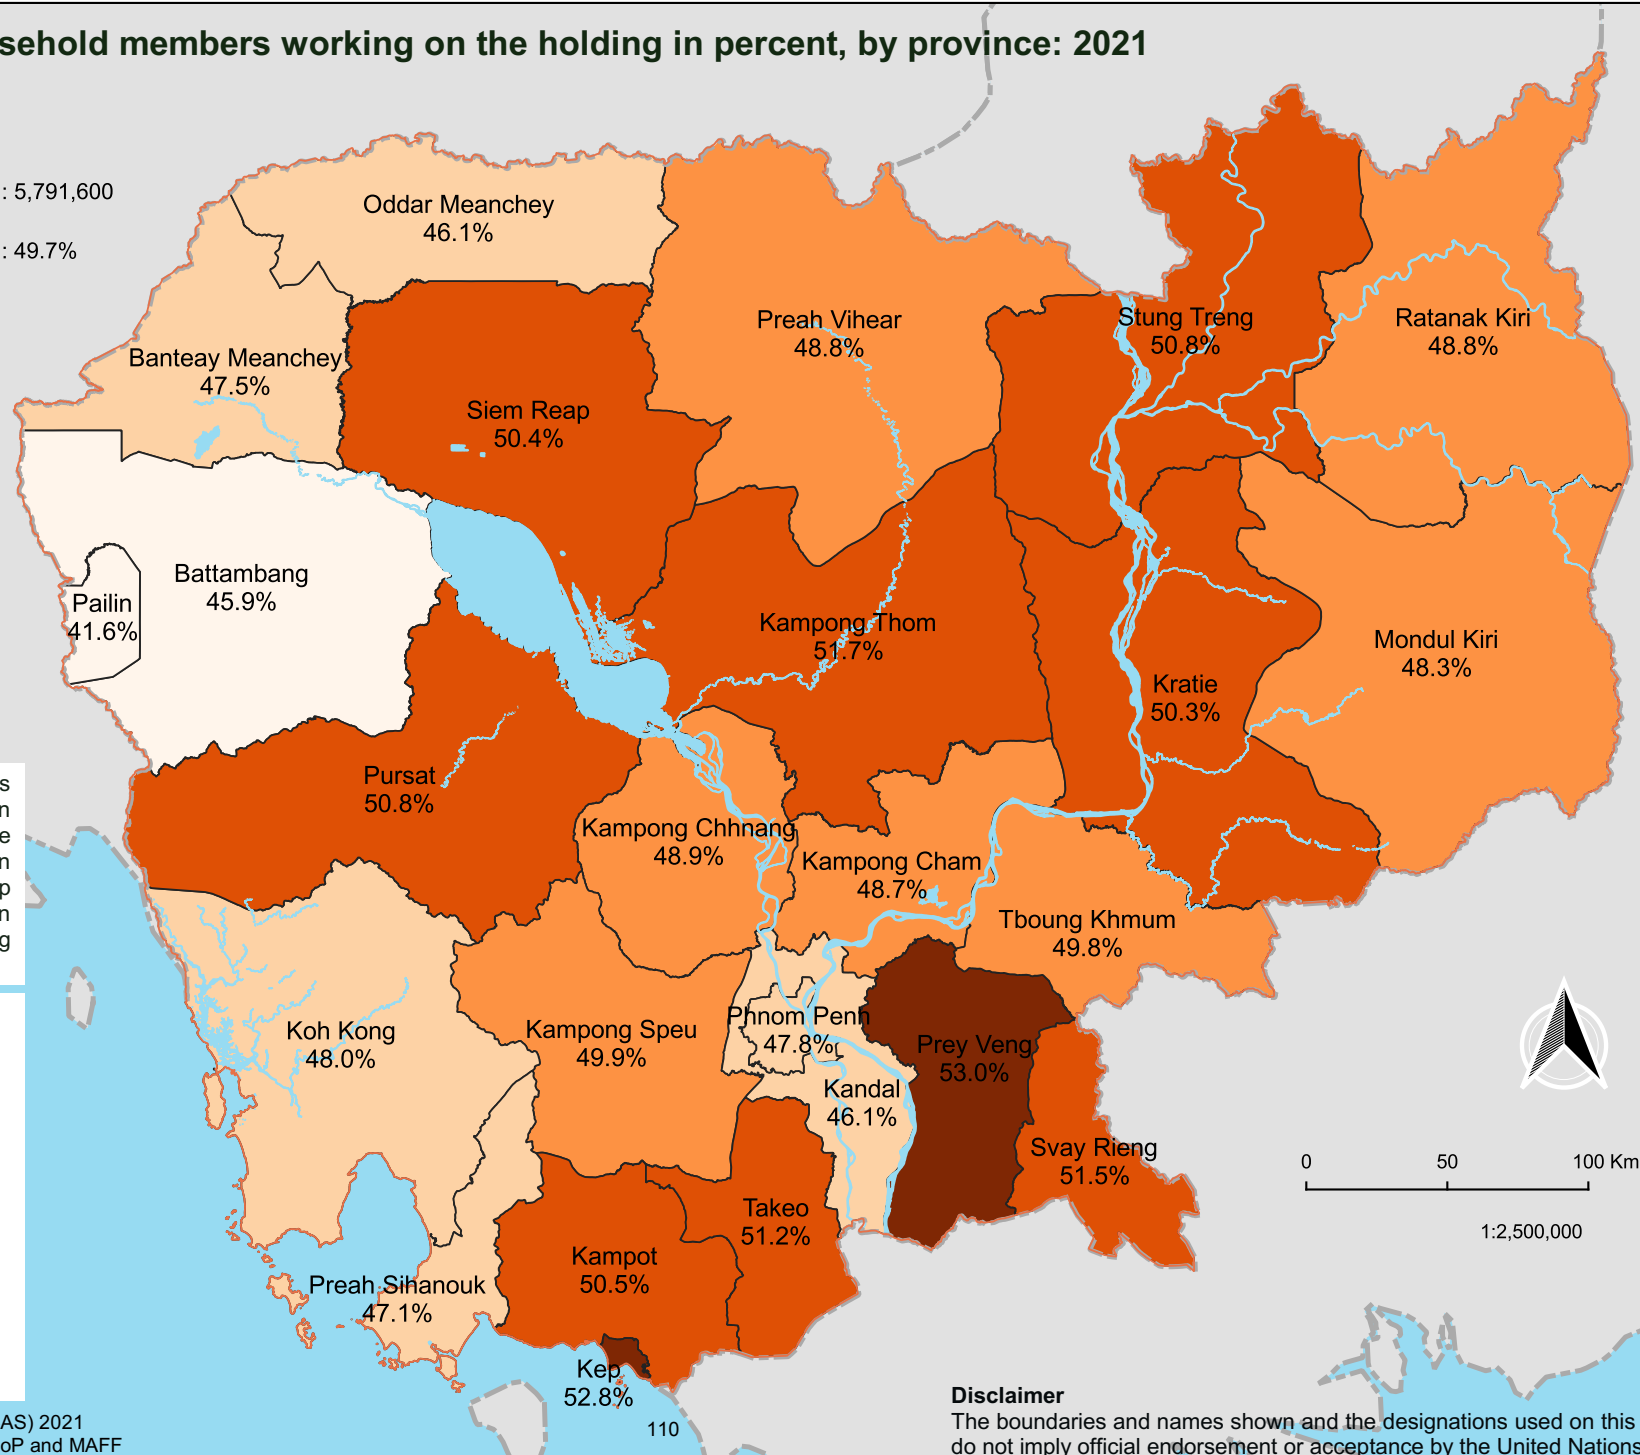 sehold members working on the holding in percent, by province: 2021
: 5,791,600
: 49.7%
Oddar Meanchey
46.1%
Preah Vihear
48.8%
Stung Treng
50.8%
Ratanak Kiri
48.8%
Banteay Meanchey
47.5%
Siem Reap
50.4%
Battambang
45.9%
Pailin
41.6%
Kampong Thom
51.7%
Mondul Kiri
48.3%
Kratie
50.3%
Pursat
50.8%
Kampong Chhnang
48.9%
Kampong Cham
48.7%
Tboung Khmum
49.8%
s
n
e
n
p
n
g
Koh Kong
48.0%
Kampong Speu
49.9%
Phnom Penh
47.8%
Prey Veng
53.0%
Kandal
46.1%
Svay Rieng
51.5%
0 50 100 Km
1:2,500,000
Takeo
51.2%
Kampot
50.5%
Preah Sihanouk
47.1%
Kep
52.8%
110
AS) 2021
oP and MAFF
Disclaimer
The boundaries and names shown and the designations used on this
do not imply official endorsement or acceptance by the United Nations